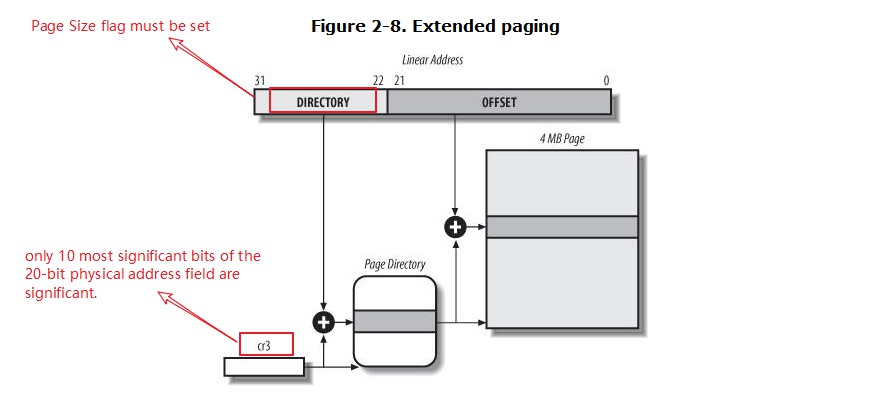 Page Size flag must be set
Figure 2-8. Extended paging
Linear Address
31 22 21 0
DIRECTORY OFFSET
4 MB Page
only 10 most significant bits of the
20-bit physical address field are
significant.
Page Directory
cr3